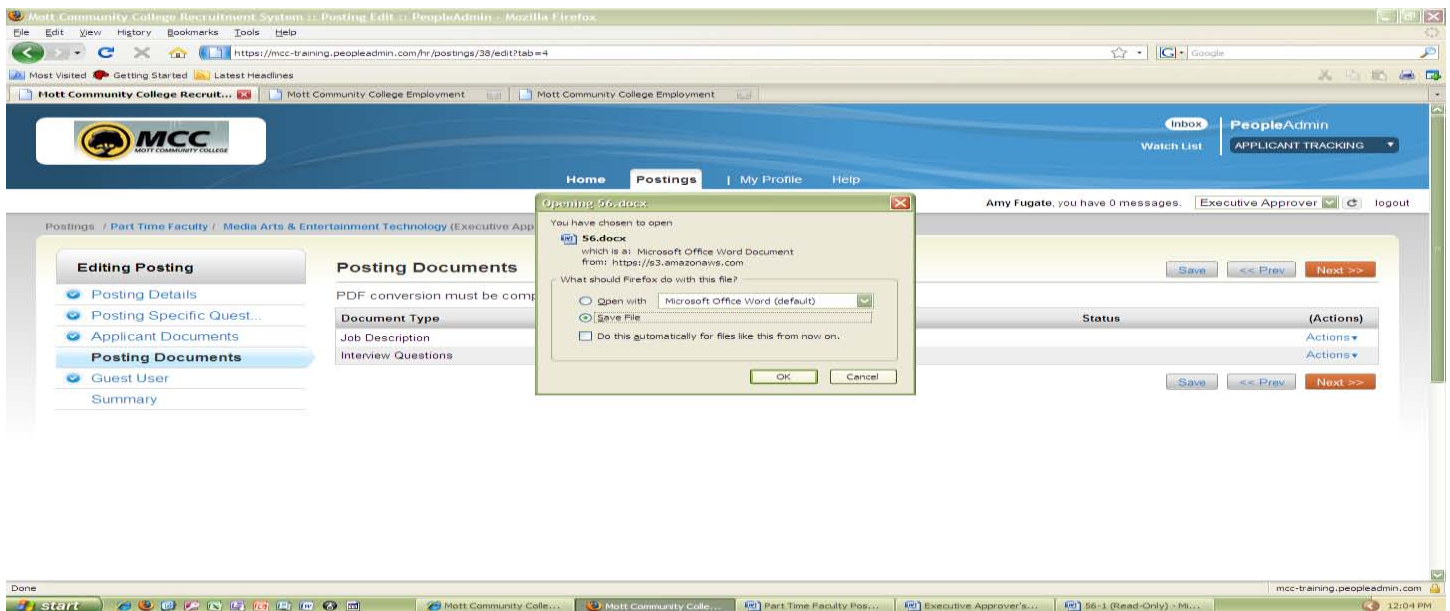 Mott Community College Recruitment System :: Posting Edit :: PeopleAdmin - Mozilla Firefox
File Edit View History Bookmarks Tools Help
https://mcc-training.peopleadmin.com/hr/postings/38/edit?tab=4
Google
Most Visited Getting Started Latest Headlines
Mott Community College Recruit... Mott Community College Employment Mott Community College Employment
MCC
MOTT COMMUNITY COLLEGE
Inbox PeopleAdmin
Watch List APPLICANT TRACKING
Home Postings | My Profile Help
Amy Fugate, you have 0 messages. Executive Approver logout
Postings / Part Time Faculty / Media Arts & Entertainment Technology (Executive App
Opening 56.docx
You have chosen to open
56.docx
which is a: Microsoft Office Word Document
from: https://s3.amazonaws.com
What should Firefox do with this file?
Open with Microsoft Office Word (default)
Save File
Do this automatically for files like this from now on.
OK Cancel
Editing Posting
Posting Details
Posting Specific Quest...
Applicant Documents
Posting Documents
Guest User
Summary
Posting Documents
Save << Prev Next >>
PDF conversion must be comp
Document Type Status (Actions)
Job Description Actions
Interview Questions Actions
Save << Prev Next >>
Done mcc-training.peopleadmin.com
start Mott Community Colle... Mott Community Colle... Part Time Faculty Pos... Executive Approver's... 56-1 (Read-Only) - Mi... 12:04 PM